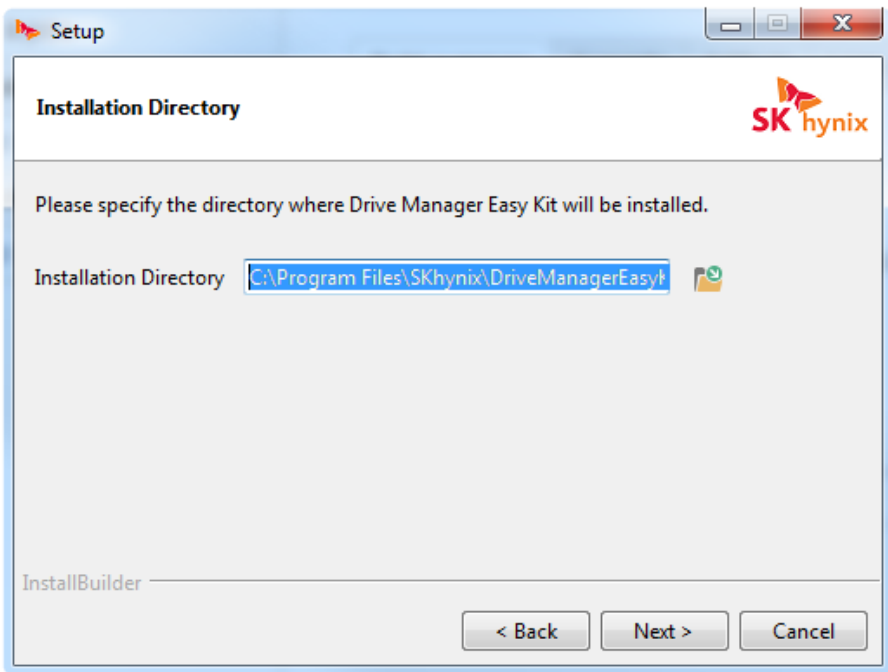 Setup
Installation Directory
SK hynix
Please specify the directory where Drive Manager Easy Kit will be installed.
Installation Directory C:\Program Files\SKhynix\DriveManagerEasyK
InstallBuilder
< Back Next > Cancel